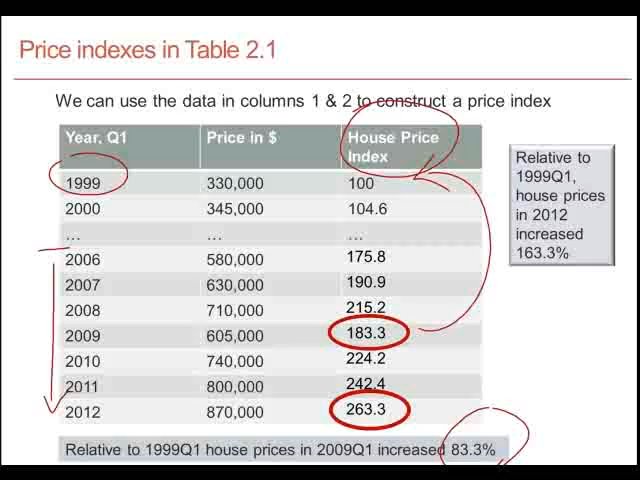 Price indexes in Table 2.1
We can use the data in columns 1 & 2 to construct a price index
Year, Q1 Price in $ House Price
Index
1999 330,000 100
2000 345,000 104.6
... ... ...
2006 580,000 175.8
2007 630,000 190.9
2008 710,000 215.2
2009 605,000 183.3
2010 740,000 224.2
2011 800,000 242.4
2012 870,000 263.3
Relative to
1999Q1,
house prices
in 2012
increased
163.3%
Relative to 1999Q1 house prices in 2009Q1 increased 83.3%